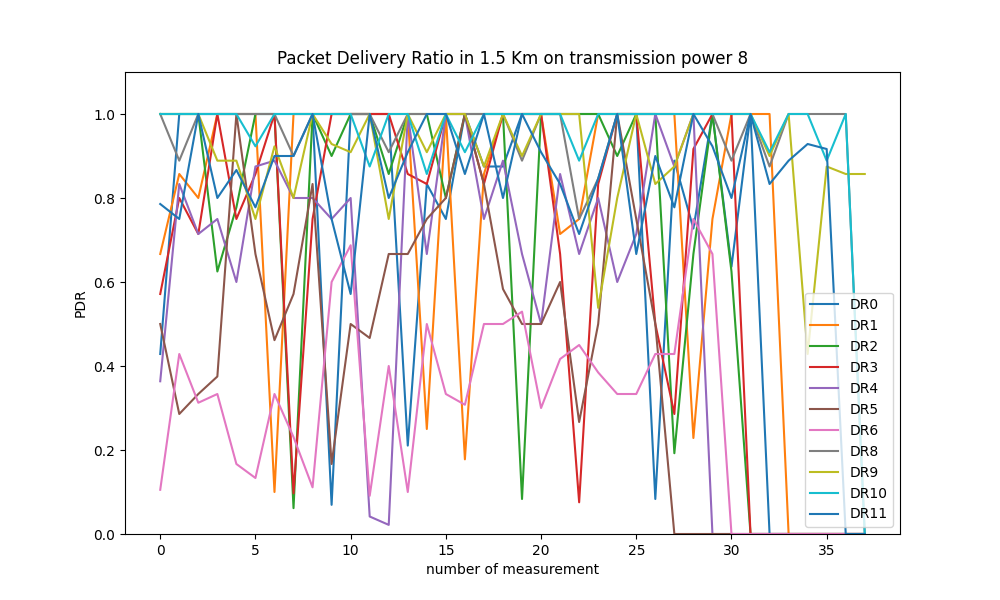 Packet Delivery Ratio in 1.5 Km on transmission power 8
PDR
1.0
0.8
0.6
0.4
0.2
0.0
DR0
DR1
DR2
DR3
DR4
DR5
DR6
DR8
DR9
DR10
DR11
0 5 10 15 20 25 30 35
number of measurement